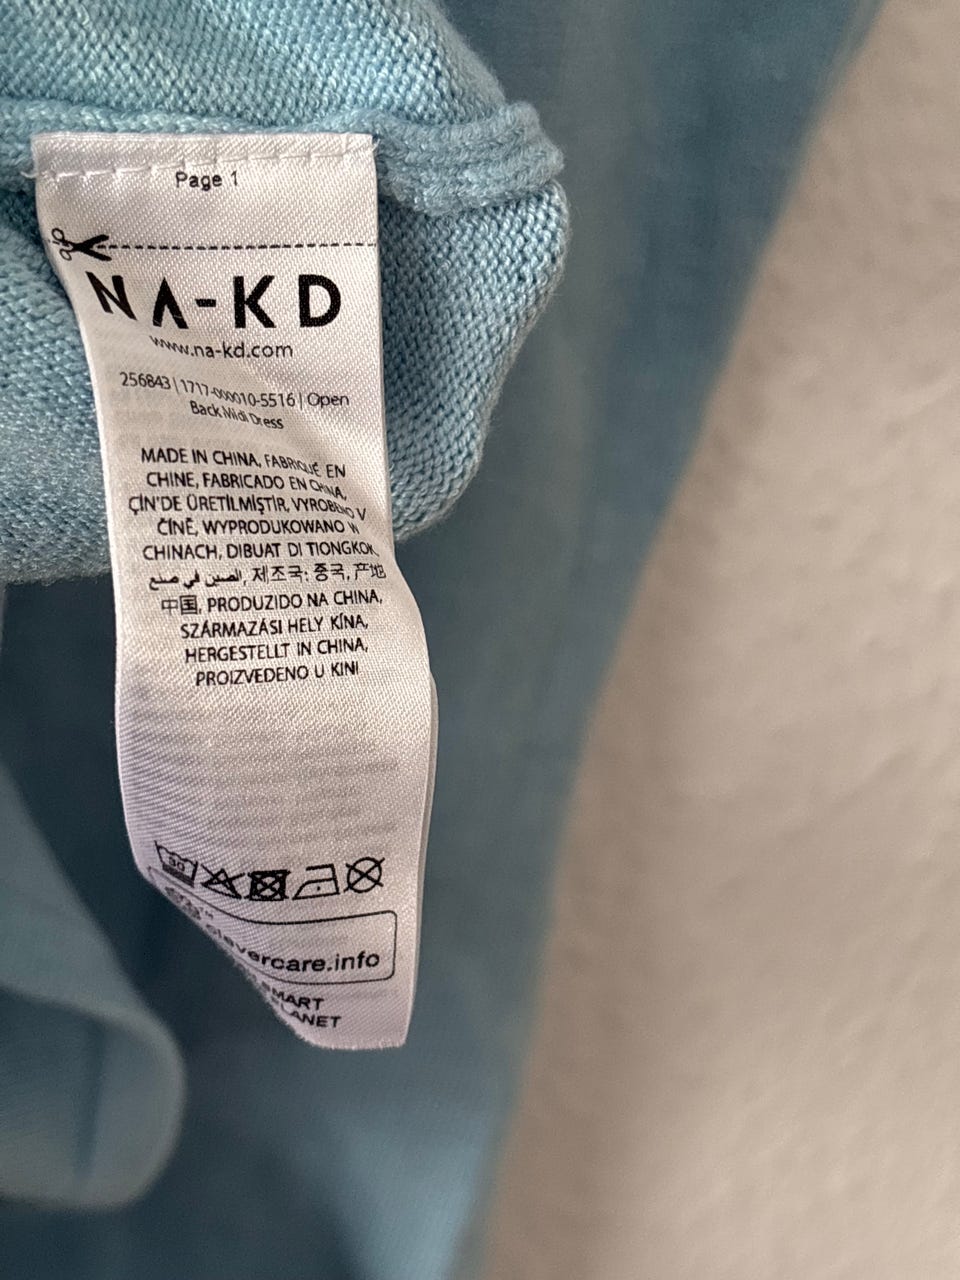 Page 1
NA-KD
www.na-kd.com
256843 | 1717-000010-5516 | Open
Back Midi Dress
MADE IN CHINA, FABRIQUÉ EN
CHINE, FABRICADO EN CHINA,
ÇİN'DE ÜRETİLMİŞTİR, VYROBENO V
ČÍNĚ, WYPRODUKOWANO W
CHINACH, DIBUAT DI TIONGKOK,
الصين في صنع, 제조국: 중국, 产地
中国, PRODUZIDO NA CHINA,
SZÁRMAZÁSI HELY KÍNA,
HERGESTELLT IN CHINA,
PROIZVEDENO U KINI
30
clevercare.info
SMART
PLANET